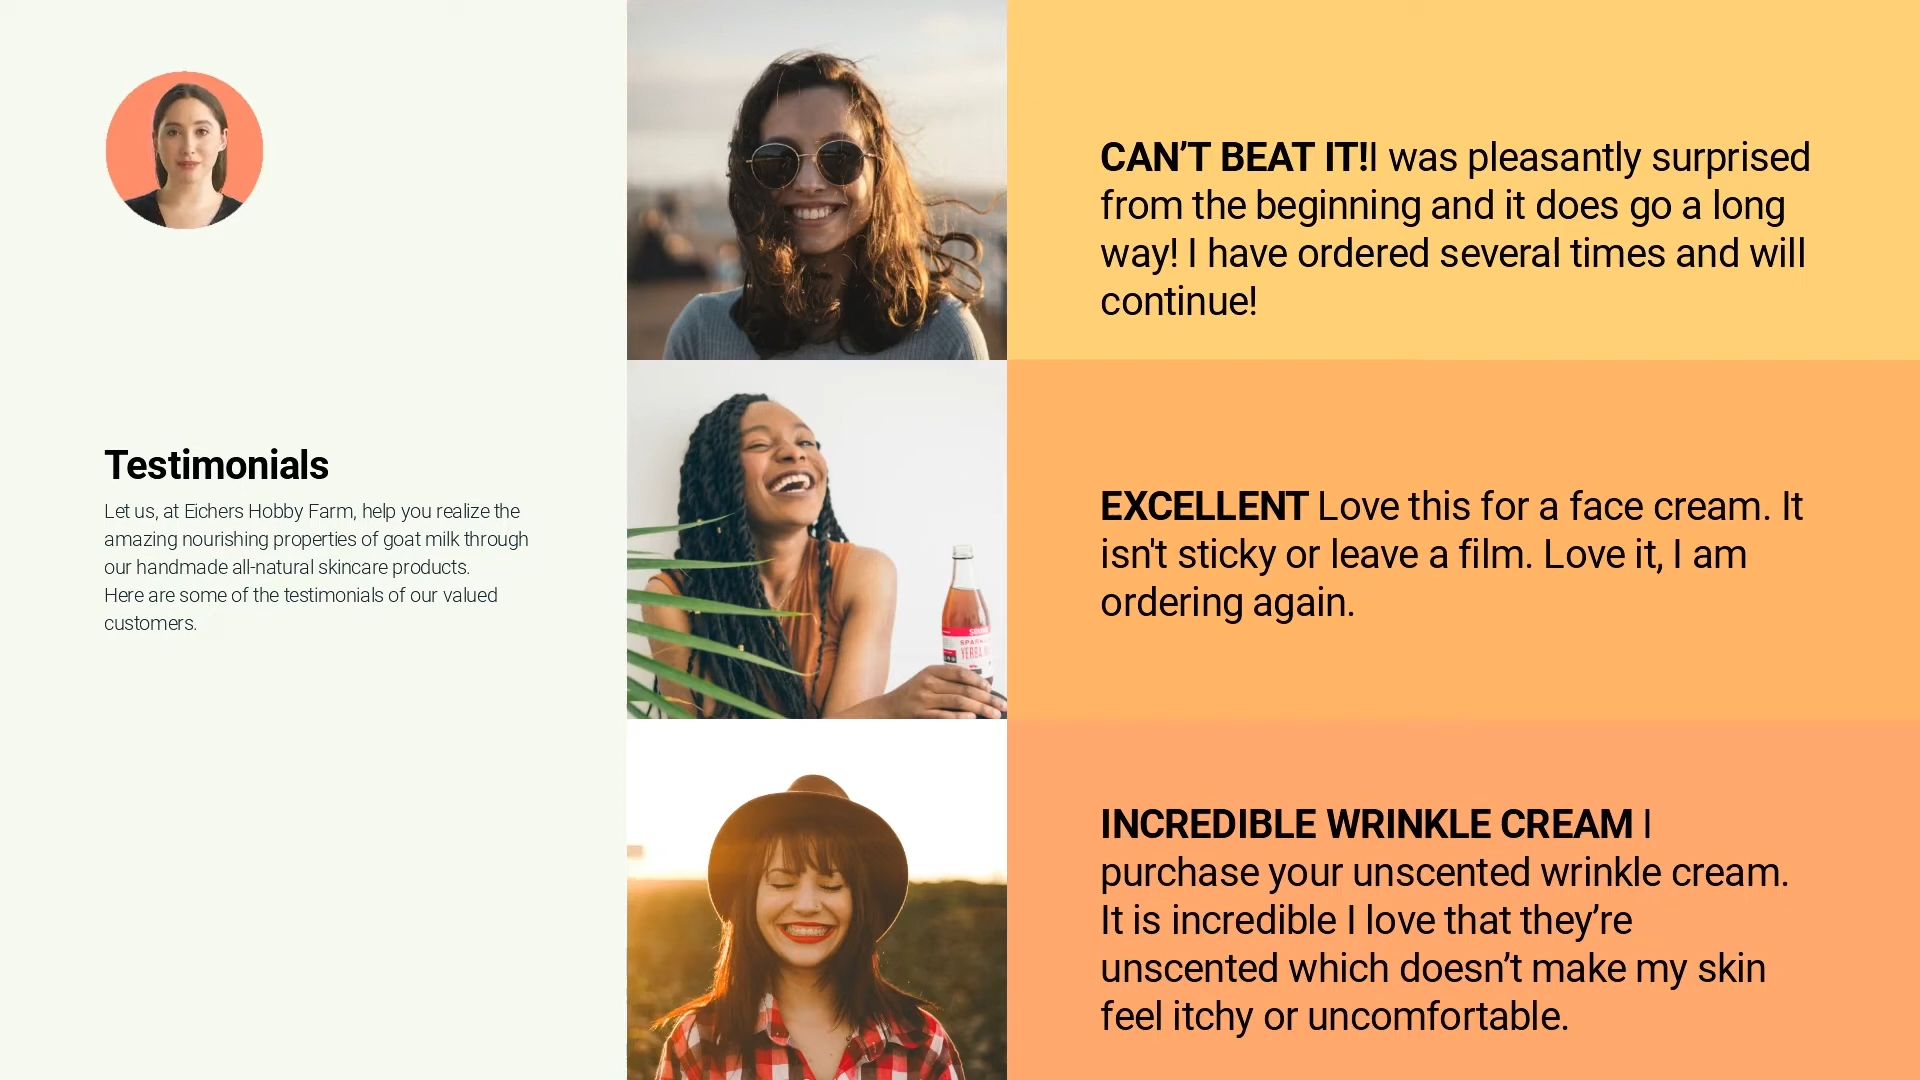 Testimonials
Let us, at Eichers Hobby Farm, help you realize the
amazing nourishing properties of goat milk through
our handmade all-natural skincare products.
Here are some of the testimonials of our valued
customers.
CAN’T BEAT IT!I was pleasantly surprised
from the beginning and it does go a long
way! I have ordered several times and will
continue!
EXCELLENT Love this for a face cream. It
isn't sticky or leave a film. Love it, I am
ordering again.
INCREDIBLE WRINKLE CREAM I
purchase your unscented wrinkle cream.
It is incredible I love that they’re
unscented which doesn’t make my skin
feel itchy or uncomfortable.